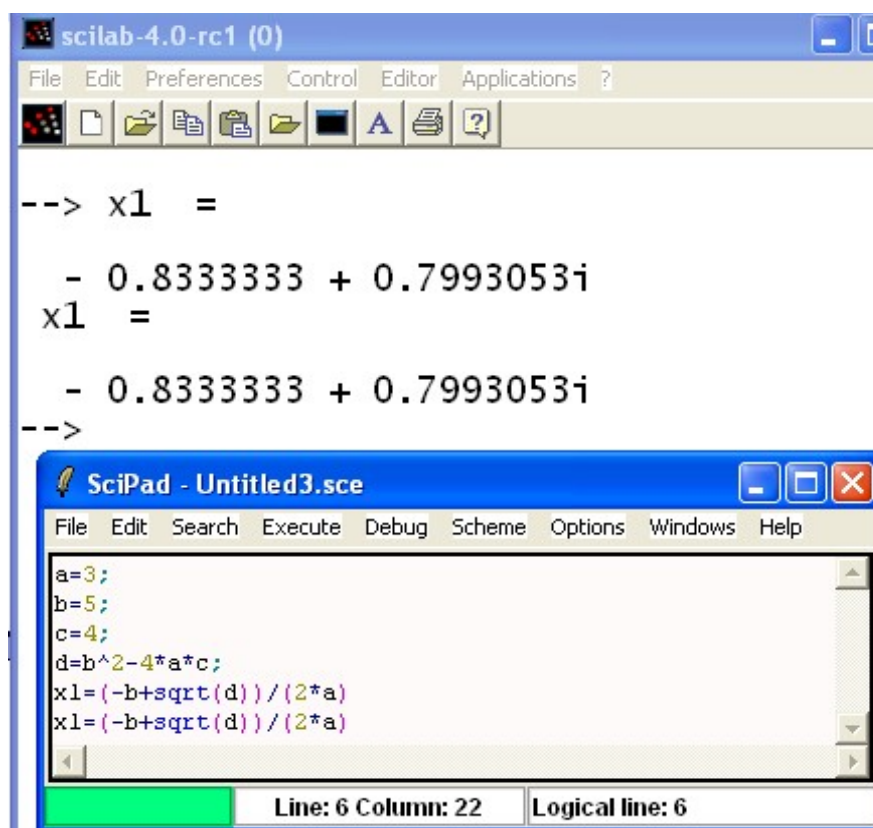 scilab-4.0-rc1 (0)
File Edit Preferences Control Editor Applications ?
--> x1 =
- 0.8333333 + 0.7993053i
x1 =
- 0.8333333 + 0.7993053i
-->
SciPad - Untitled3.sce
File Edit Search Execute Debug Scheme Options Windows Help
a=3;
b=5;
c=4;
d=b^2-4*a*c;
x1=(-b+sqrt(d))/(2*a)
x1=(-b+sqrt(d))/(2*a)
Line: 6 Column: 22 Logical line: 6